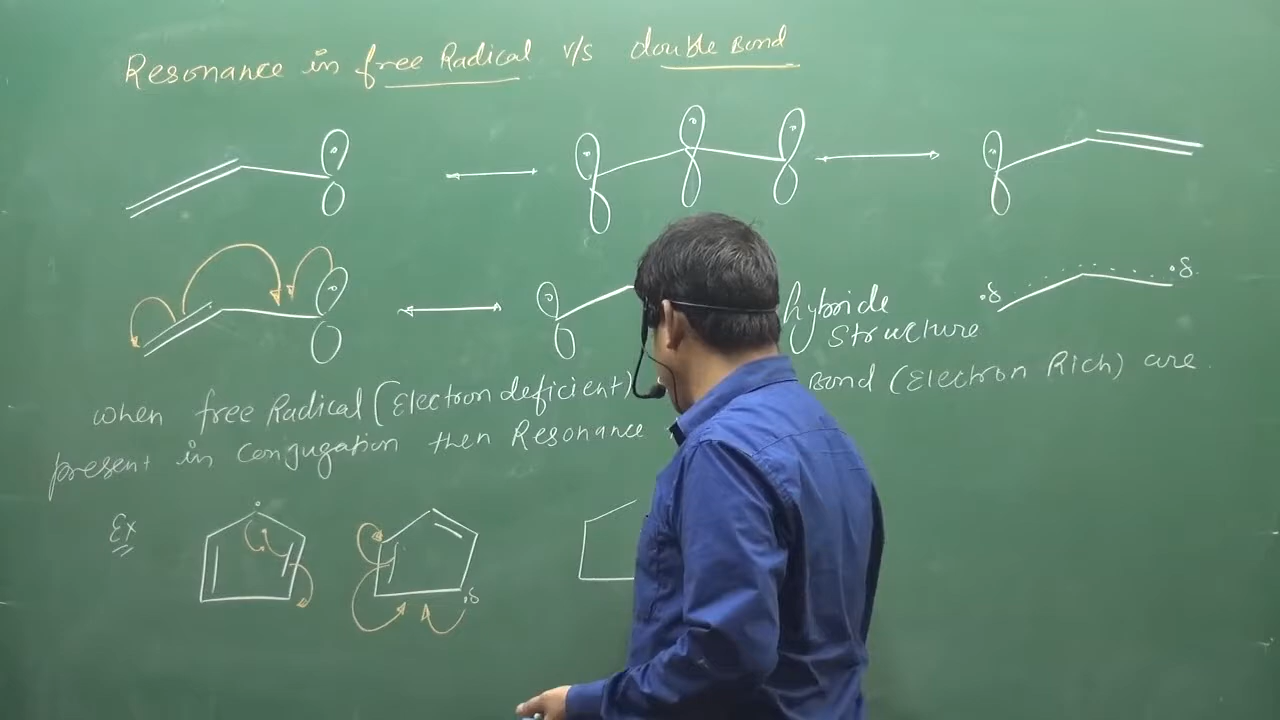 Resonance in free Radical v/s double Bond
hybride
structure
.δ .δ
when free Radical (Electron deficient) Bond (Electron Rich) are
present in conjugation then Resonance
Ex
.δ